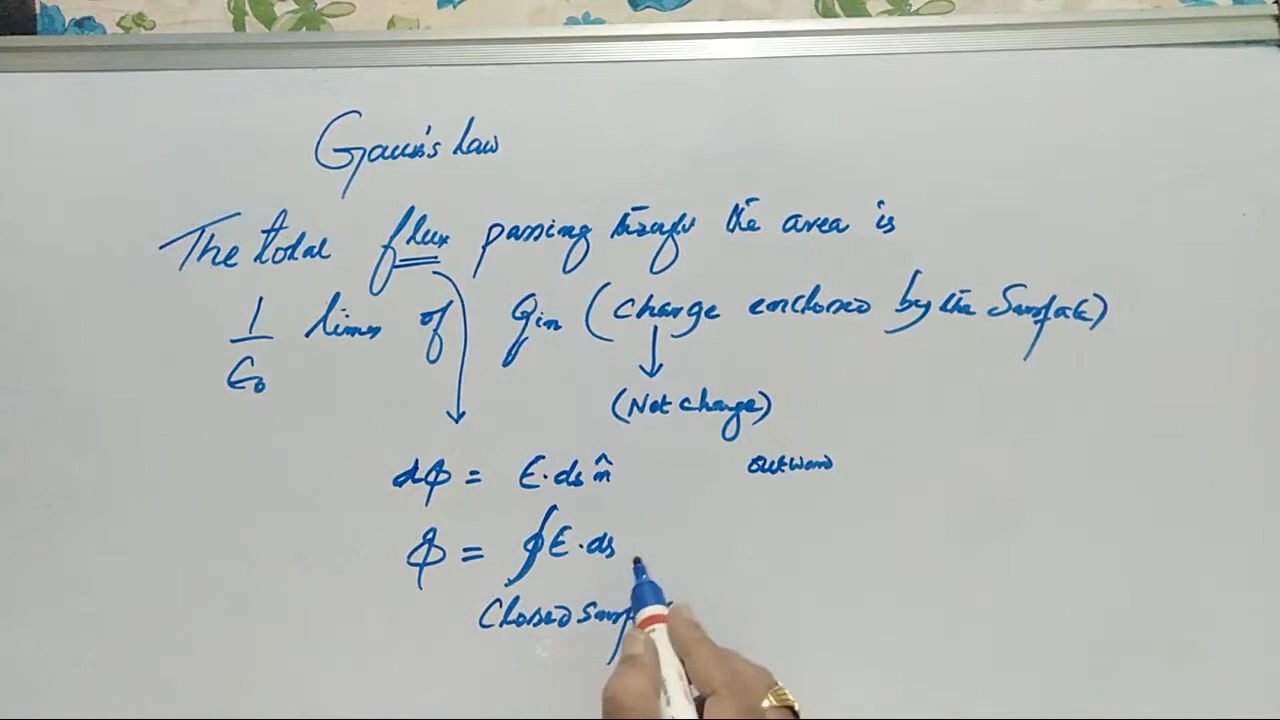 Gauss's law
The total flux passing through the area is
1/ε₀ times of qin (charge enclosed by the Surface)
(Net charge)
dφ = E.ds n̂ outward
φ = ∮E.ds
Closed